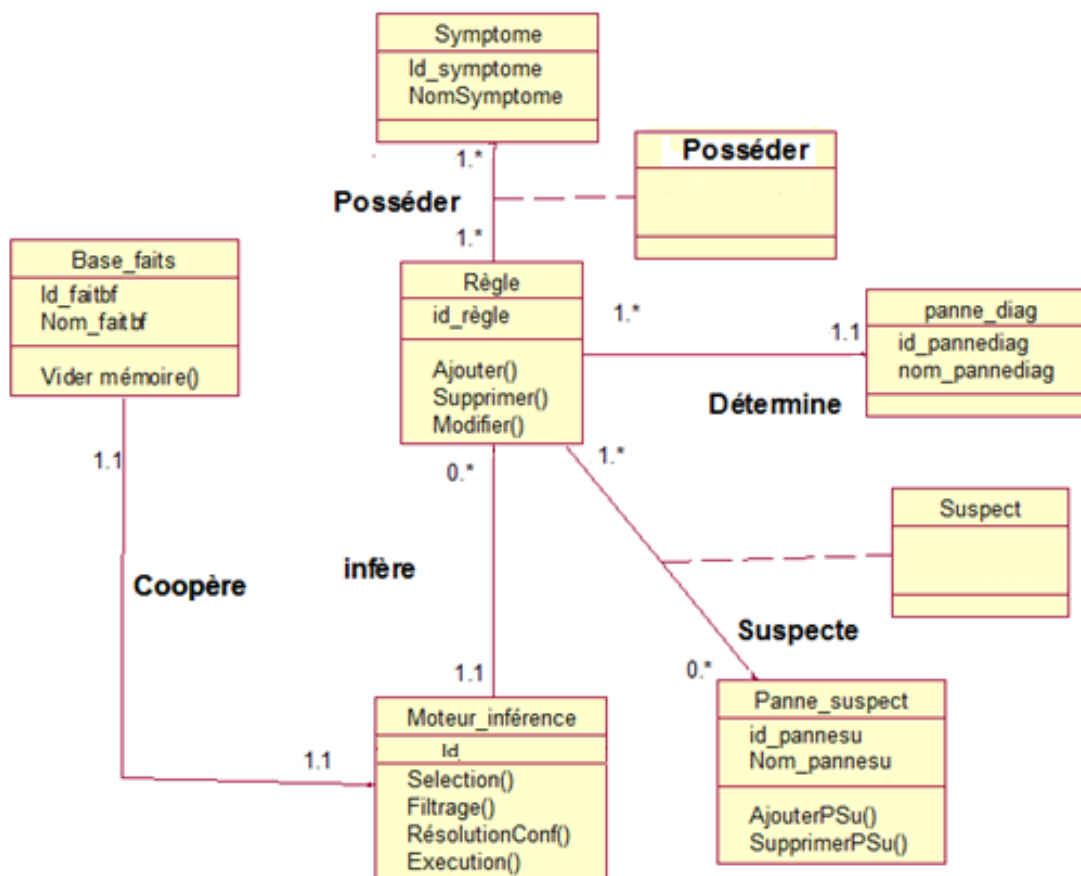 Symptome
Id_symptome
NomSymptome
1.*
Posséder
Posséder
1.*
Base_faits
Id_faitbf
Nom_faitbf
Vider mémoire()
Règle
id_règle
Ajouter()
Supprimer()
Modifier()
1.*
1.1
panne_diag
id_pannediag
nom_pannediag
Détermine
1.1
0.*
1.*
Suspect
Coopère
infère
Suspecte
0.*
1.1
1.1
Moteur_inférence
Id
Selection()
Filtrage()
RésolutionConf()
Execution()
Panne_suspect
id_pannesu
Nom_pannesu
AjouterPSu()
SupprimerPSu()